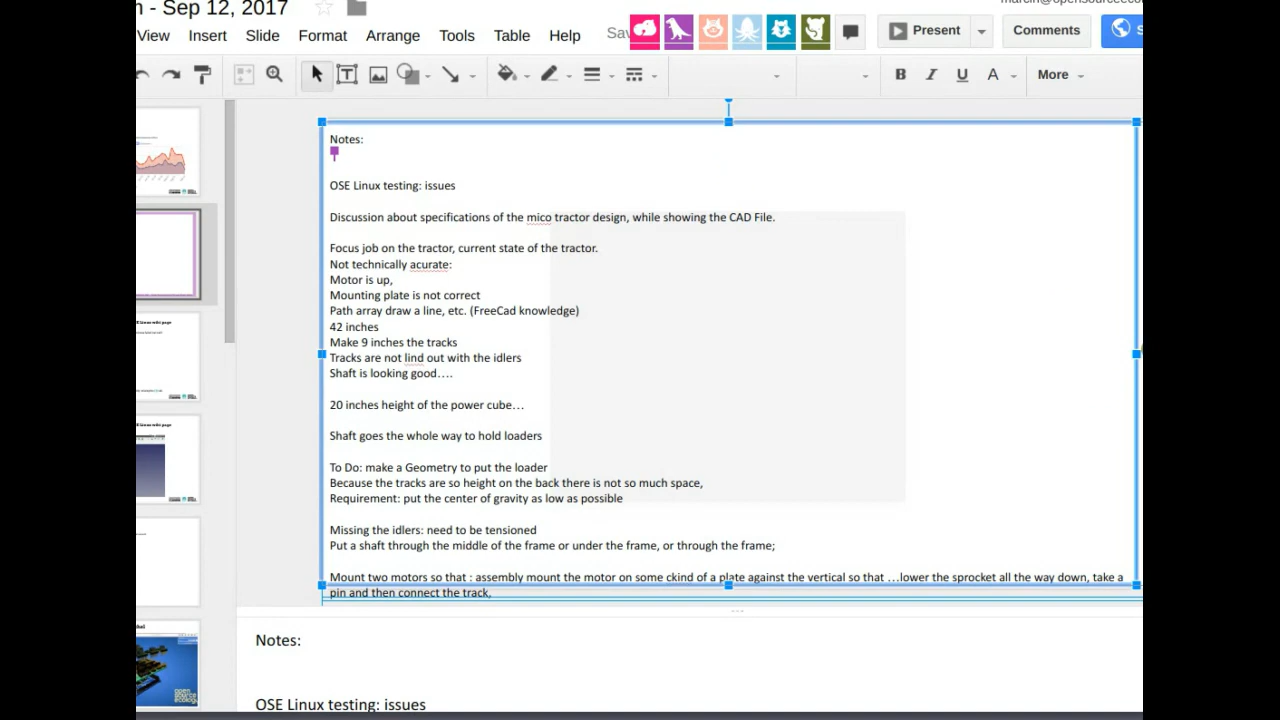 - Sep 12, 2017
View Insert Slide Format Arrange Tools Table Help
Present Comments
B I U A More
Notes:
OSE Linux testing: issues
Discussion about specifications of the mico tractor design, while showing the CAD File.
Focus job on the tractor, current state of the tractor.
Not technically acurate:
Motor is up,
Mounting plate is not correct
Path array draw a line, etc. (FreeCad knowledge)
42 inches
Make 9 inches the tracks
Tracks are not lind out with the idlers
Shaft is looking good….
20 inches height of the power cube…
Shaft goes the whole way to hold loaders
To Do: make a Geometry to put the loader
Because the tracks are so height on the back there is not so much space,
Requirement: put the center of gravity as low as possible
Missing the idlers: need to be tensioned
Put a shaft through the middle of the frame or under the frame, or through the frame;
Mount two motors so that : assembly mount the motor on some ckind of a plate against the vertical so that …lower the sprocket all the way down, take a
pin and then connect the track,
Notes:
OSE Linux testing: issues